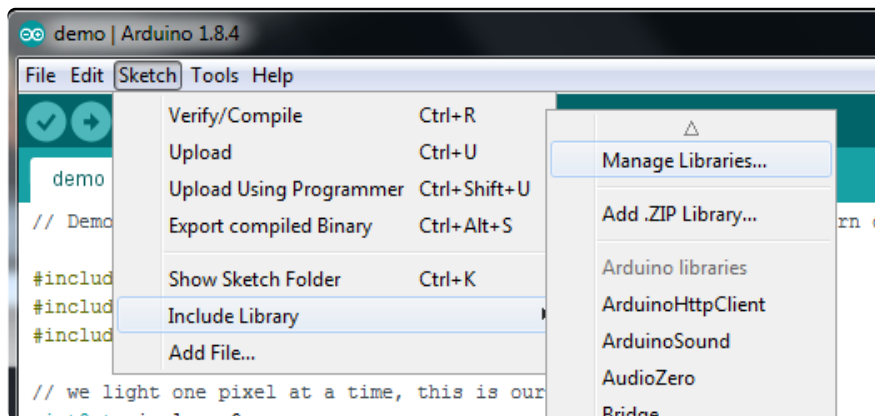 demo | Arduino 1.8.4
File Edit Sketch Tools Help
Verify/Compile Ctrl+R
Upload Ctrl+U
Upload Using Programmer Ctrl+Shift+U
Export compiled Binary Ctrl+Alt+S
Show Sketch Folder Ctrl+K
Include Library
Add File...
Manage Libraries...
Add .ZIP Library...
Arduino libraries
ArduinoHttpClient
ArduinoSound
AudioZero
Bridge
demo
// Demo
#includ
#includ
#includ
// we light one pixel at a time, this is our